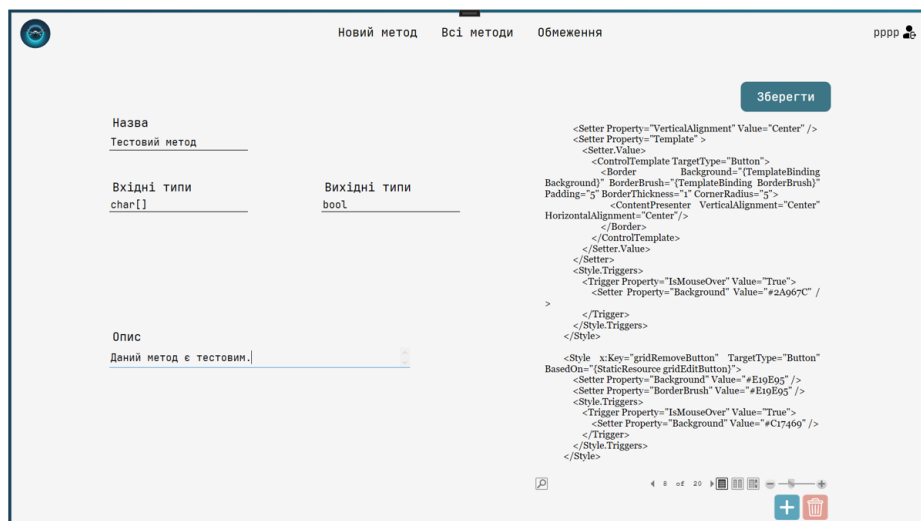 Новий метод Всі методи Обмеження pppp
Зберегти
Назва
Тестовий метод
Вхідні типи Вихідні типи
char[] bool
Опис
Даний метод є тестовим.
<Setter Property="VerticalAlignment" Value="Center" />
<Setter Property="Template" >
<Setter.Value>
<ControlTemplate TargetType="Button">
<Border Background="{TemplateBinding
Background}" BorderBrush="{TemplateBinding BorderBrush}"
Padding="5" BorderThickness="1" CornerRadius="5">
<ContentPresenter VerticalAlignment="Center"
HorizontalAlignment="Center"/>
</Border>
</ControlTemplate>
</Setter.Value>
</Setter>
<Style.Triggers>
<Trigger Property="IsMouseOver" Value="True">
<Setter Property="Background" Value="#2A967C" /
>
</Trigger>
</Style.Triggers>
</Style>
<Style x:Key="gridRemoveButton" TargetType="Button"
BasedOn="{StaticResource gridEditButton}">
<Setter Property="Background" Value="#E19E95" />
<Setter Property="BorderBrush" Value="#E19E95" />
<Style.Triggers>
<Trigger Property="IsMouseOver" Value="True">
<Setter Property="Background" Value="#C17469" />
</Trigger>
</Style.Triggers>
</Style>
8 of 20